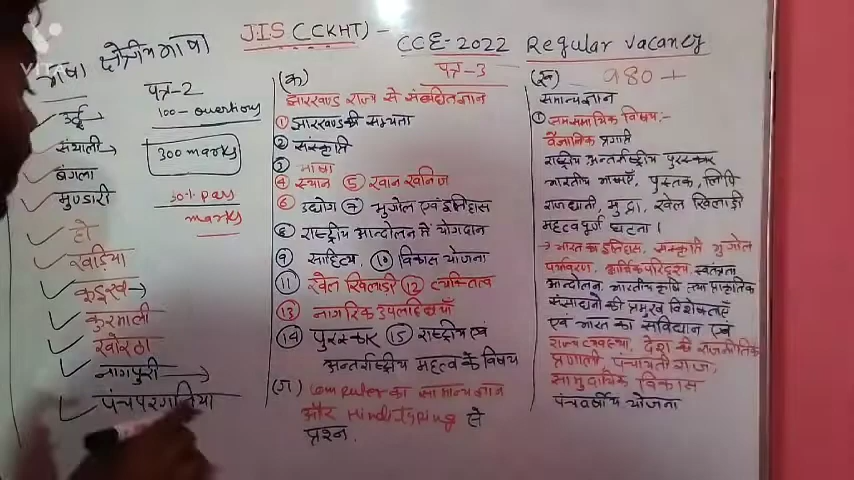 भाषा क्षेत्रीय भाषा
JIS (CCKHT) - CCE-2022 Regular vacancy
पत्र-2
100- Questions
300 marks
30% pass
marks
उर्दू
संथाली
बंगला
मुण्डारी
हो
खड़िया
कुड़ुख
कुरमाली
खोरठा
नागपुरी
पंचपरगनिया
पत्र-3
(क)
झारखण्ड राज्य से संबंधित ज्ञान
① झारखण्ड की सभ्यता
② संस्कृति
③ भाषा
④ स्थान ⑤ खान खनिज
⑥ उद्योग ⑦ भुगोल एवं इतिहास
⑧ राष्ट्रीय आन्दोलन में योगदान
⑨ साहित्य ⑩ विकास योजना
⑪ खेल खिलाड़ी ⑫ व्यक्तित्व
⑬ नागरिक उपलब्धियाँ
⑭ पुरस्कार ⑮ राष्ट्रीय एवं
अन्तर्राष्ट्रीय महत्व के विषय
(ग) Computer का सामान्य ज्ञान
और Hindi Typing से
प्रश्न.
(ख) 980+
सामान्य ज्ञान
① समसामयिक विषय:-
वैज्ञानिक प्रगति
राष्ट्रीय अन्तर्राष्ट्रीय पुरस्कार
भारतीय भाषाएँ, पुस्तक, लिपि
राजधानी, मुद्रा, खेल खिलाड़ी
महत्वपूर्ण घटना।
→ भारत का इतिहास, संस्कृति भुगोल
पर्यावरण, आर्थिक परिदृश्य, स्वतंत्रता
आन्दोलन, भारतीय कृषि तथा प्राकृतिक
संसाधनों की प्रमुख विशेषताएँ
एवं भारत का संविधान एवं
राज्य व्यवस्था, देश की राजनीतिक
प्रणाली, पंचायती राज,
सामुदायिक विकास
पंचवर्षीय योजना